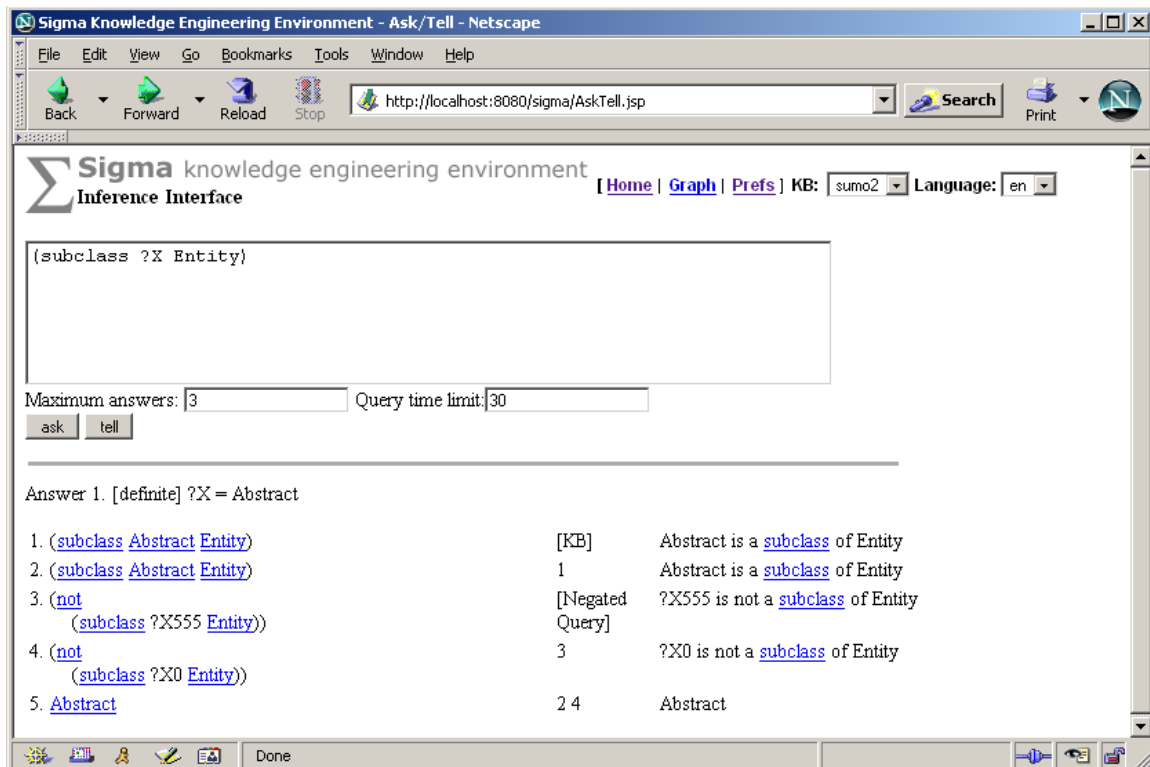 Sigma Knowledge Engineering Environment - Ask/Tell - Netscape
File Edit View Go Bookmarks Tools Window Help
Back Forward Reload Stop http://localhost:8080/sigma/AskTell.jsp Search Print N
Σ Sigma knowledge engineering environment
Inference Interface [ Home | Graph | Prefs ] KB: sumo2 Language: en
(subclass ?X Entity)
Maximum answers: 3 Query time limit: 30
ask tell
Answer 1. [definite] ?X = Abstract
1. (subclass Abstract Entity) [KB] Abstract is a subclass of Entity
2. (subclass Abstract Entity) 1 Abstract is a subclass of Entity
3. (not [Negated ?X555 is not a subclass of Entity
(subclass ?X555 Entity)) Query]
4. (not 3 ?X0 is not a subclass of Entity
(subclass ?X0 Entity))
5. Abstract 2 4 Abstract
Done